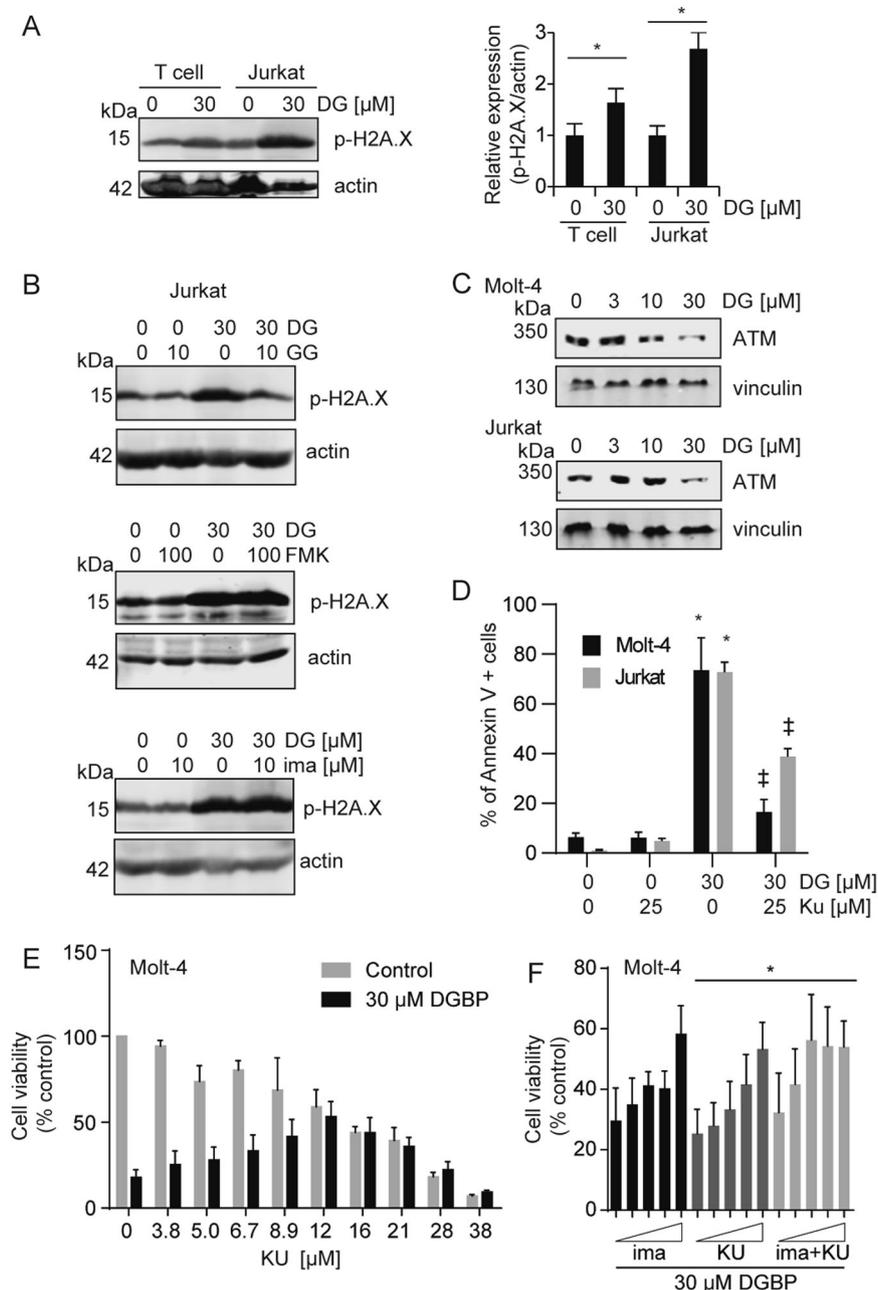 A
T cell Jurkat
kDa 0 30 0 30 DG [µM]
15 p-H2A.X
42 actin
Relative expression
(p-H2A.X/actin)
3
2
1
0
* *
0 30 0 30 DG [µM]
T cell Jurkat
B
Jurkat
0 0 30 30 DG
kDa 0 10 0 10 GG
15 p-H2A.X
42 actin
0 0 30 30 DG
kDa 0 100 0 100 FMK
15 p-H2A.X
42 actin
0 0 30 30 DG [µM]
kDa 0 10 0 10 ima [µM]
15 p-H2A.X
42 actin
C
Molt-4
kDa 0 3 10 30 DG [µM]
350 ATM
130 vinculin
Jurkat
kDa 0 3 10 30 DG [µM]
350 ATM
130 vinculin
D
% of Annexin V + cells
100
80
60
40
20
0
Molt-4
Jurkat
* * ‡ ‡
0 0 30 30 DG [µM]
0 25 0 25 Ku [µM]
E
Molt-4
Control
30 µM DGBP
Cell viability
(% control)
150
100
50
0
0 3.8 5.0 6.7 8.9 12 16 21 28 38
KU [µM]
F
Molt-4
*
Cell viability
(% control)
80
60
40
20
0
ima KU ima+KU
30 µM DGBP